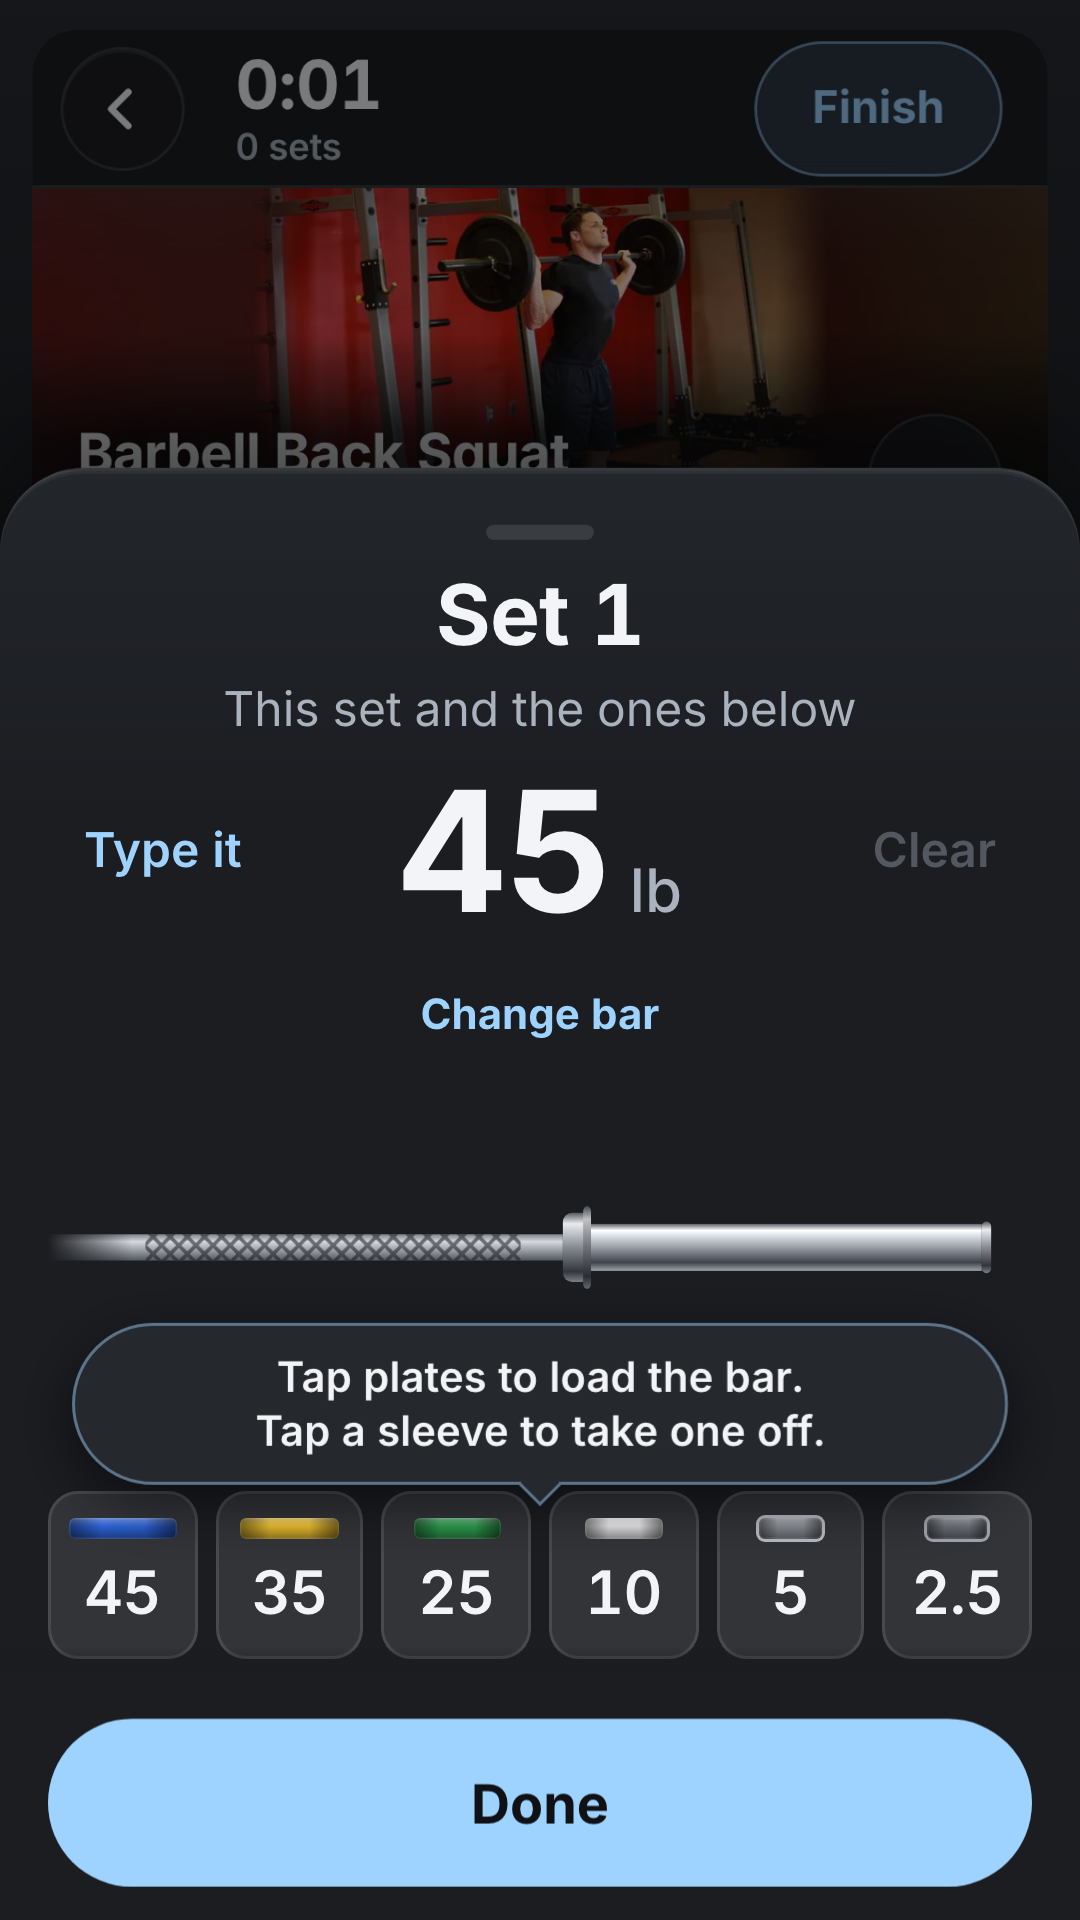 0:01
0 sets
Finish
Barbell Back Squat
Set 1
This set and the ones below
Type it
45 lb
Clear
Change bar
Tap plates to load the bar.
Tap a sleeve to take one off.
45
35
25
10
5
2.5
Done